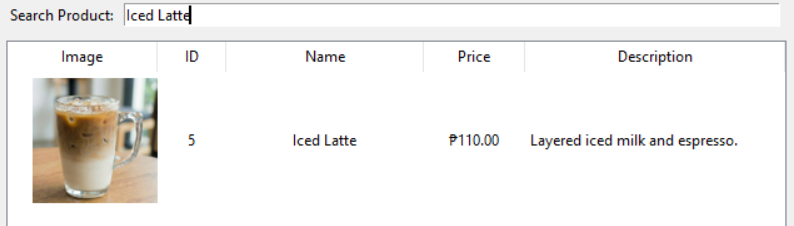 Search Product: Iced Latte
Image ID Name Price Description
5 Iced Latte ₱110.00 Layered iced milk and espresso.